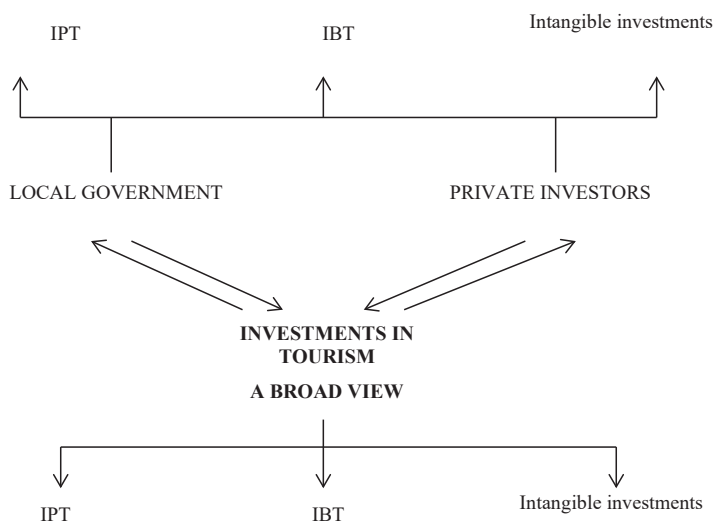 IPT
IBT
Intangible investments
LOCAL GOVERNMENT
PRIVATE INVESTORS
INVESTMENTS IN
TOURISM
A BROAD VIEW
IPT
IBT
Intangible investments